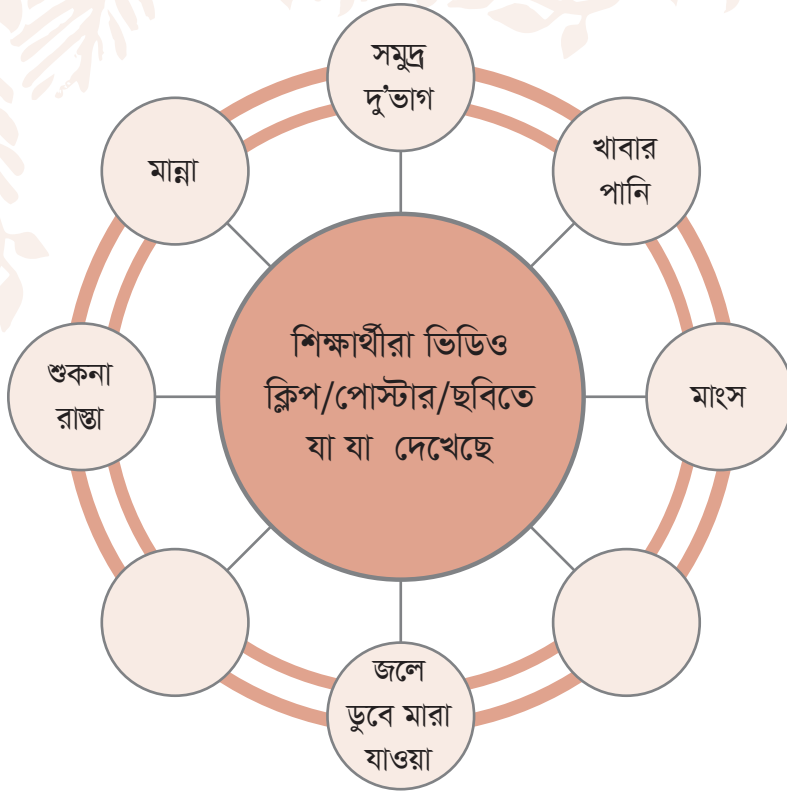 সমুদ্র
দু'ভাগ
খাবার
পানি
মাংস
জলে
ডুবে মারা
যাওয়া
শুকনা
রাস্তা
মান্না
শিক্ষার্থীরা ভিডিও
ক্লিপ/পোস্টার/ছবিতে
যা যা দেখেছে